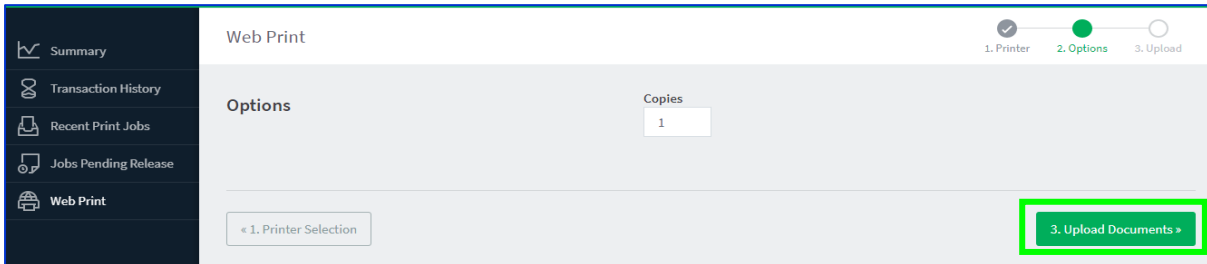 Summary
Transaction History
Recent Print Jobs
Jobs Pending Release
Web Print
Web Print
1. Printer
2. Options
3. Upload
Options
Copies
1
« 1. Printer Selection
3. Upload Documents »